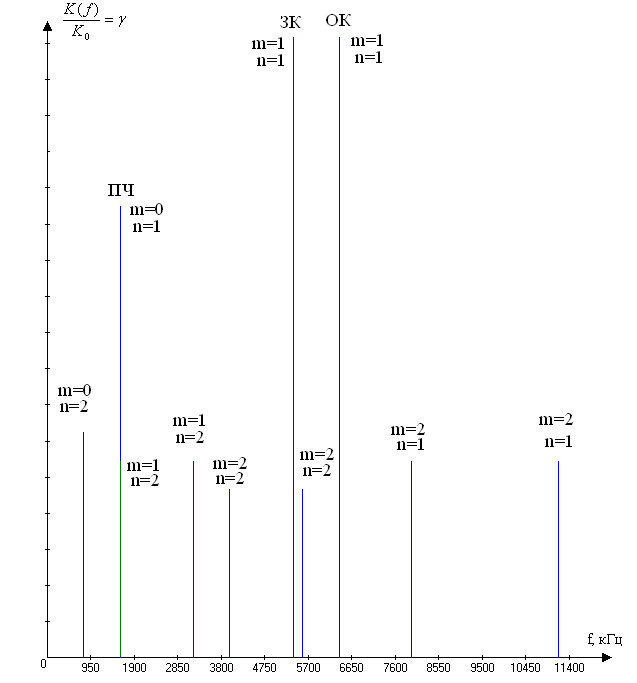 K(f)/K0 = γ
ЗК
ОК
m=1
n=1
m=1
n=1
ПЧ
m=0
n=1
m=0
n=2
m=1
n=2
m=2
n=1
m=2
n=1
m=1
n=2
m=2
n=2
m=2
n=2
f, кГц
0 950 1900 2850 3800 4750 5700 6650 7600 8550 9500 10450 11400